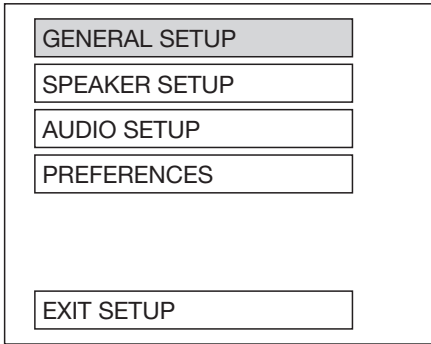 GENERAL SETUP
SPEAKER SETUP
AUDIO SETUP
PREFERENCES
EXIT SETUP